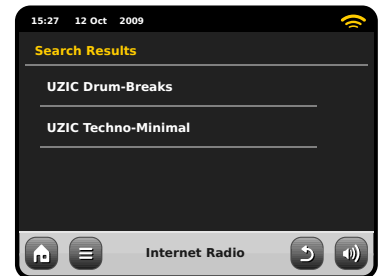 15:27 12 Oct 2009
Search Results
UZIC Drum-Breaks
UZIC Techno-Minimal
Internet Radio